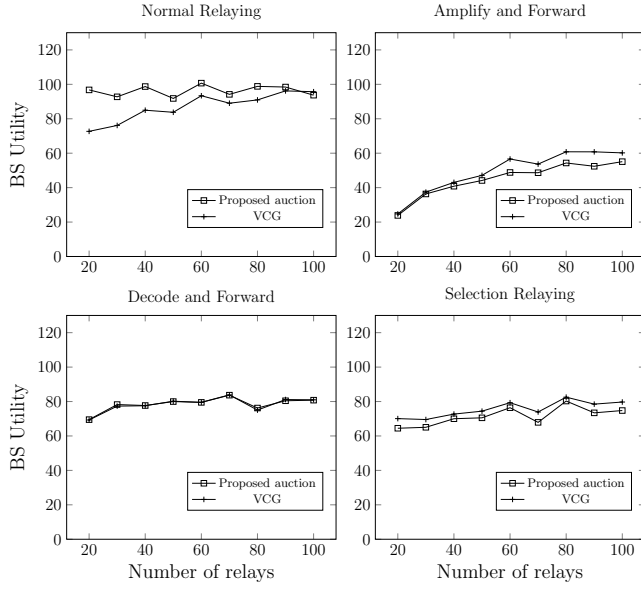 Normal Relaying
Amplify and Forward
BS Utility
120
100
80
60
40
20
0
Proposed auction
VCG
20 40 60 80 100
120
100
80
60
40
20
0
Proposed auction
VCG
20 40 60 80 100
Decode and Forward
Selection Relaying
BS Utility
120
100
80
60
40
20
0
Proposed auction
VCG
20 40 60 80 100
Number of relays
120
100
80
60
40
20
0
Proposed auction
VCG
20 40 60 80 100
Number of relays